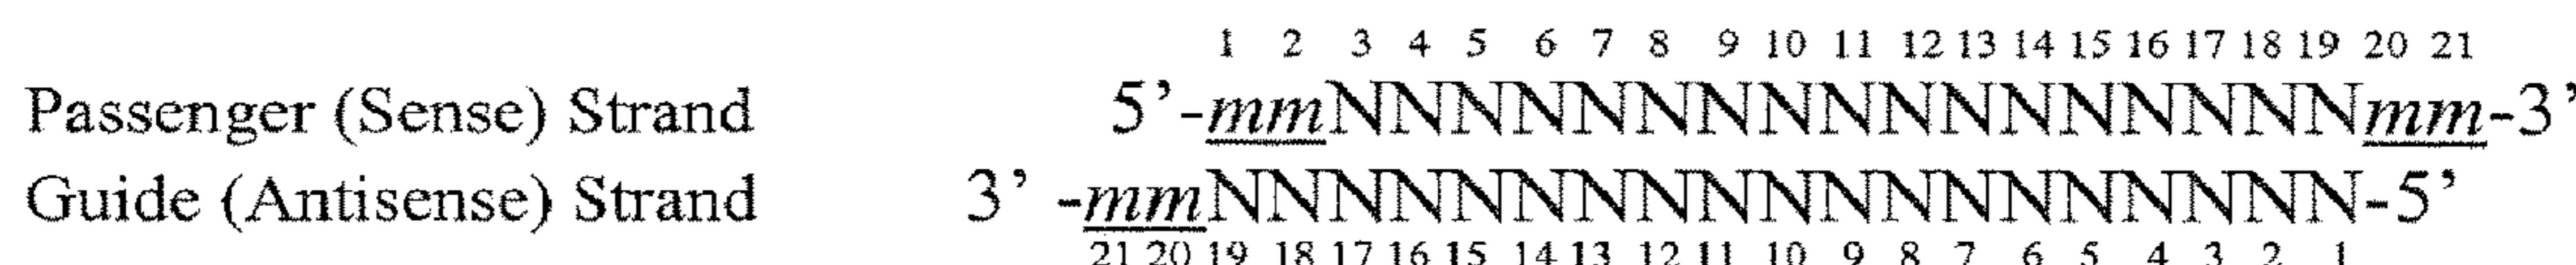 1 2 3 4 5 6 7 8 9 10 11 12 13 14 15 16 17 18 19 20 21
Passenger (Sense) Strand 5’-mmNNNNNNNNNNNNNNNNNmm-3’
Guide (Antisense) Strand 3’ -mmNNNNNNNNNNNNNNNNNNN-5’
21 20 19 18 17 16 15 14 13 12 11 10 9 8 7 6 5 4 3 2 1